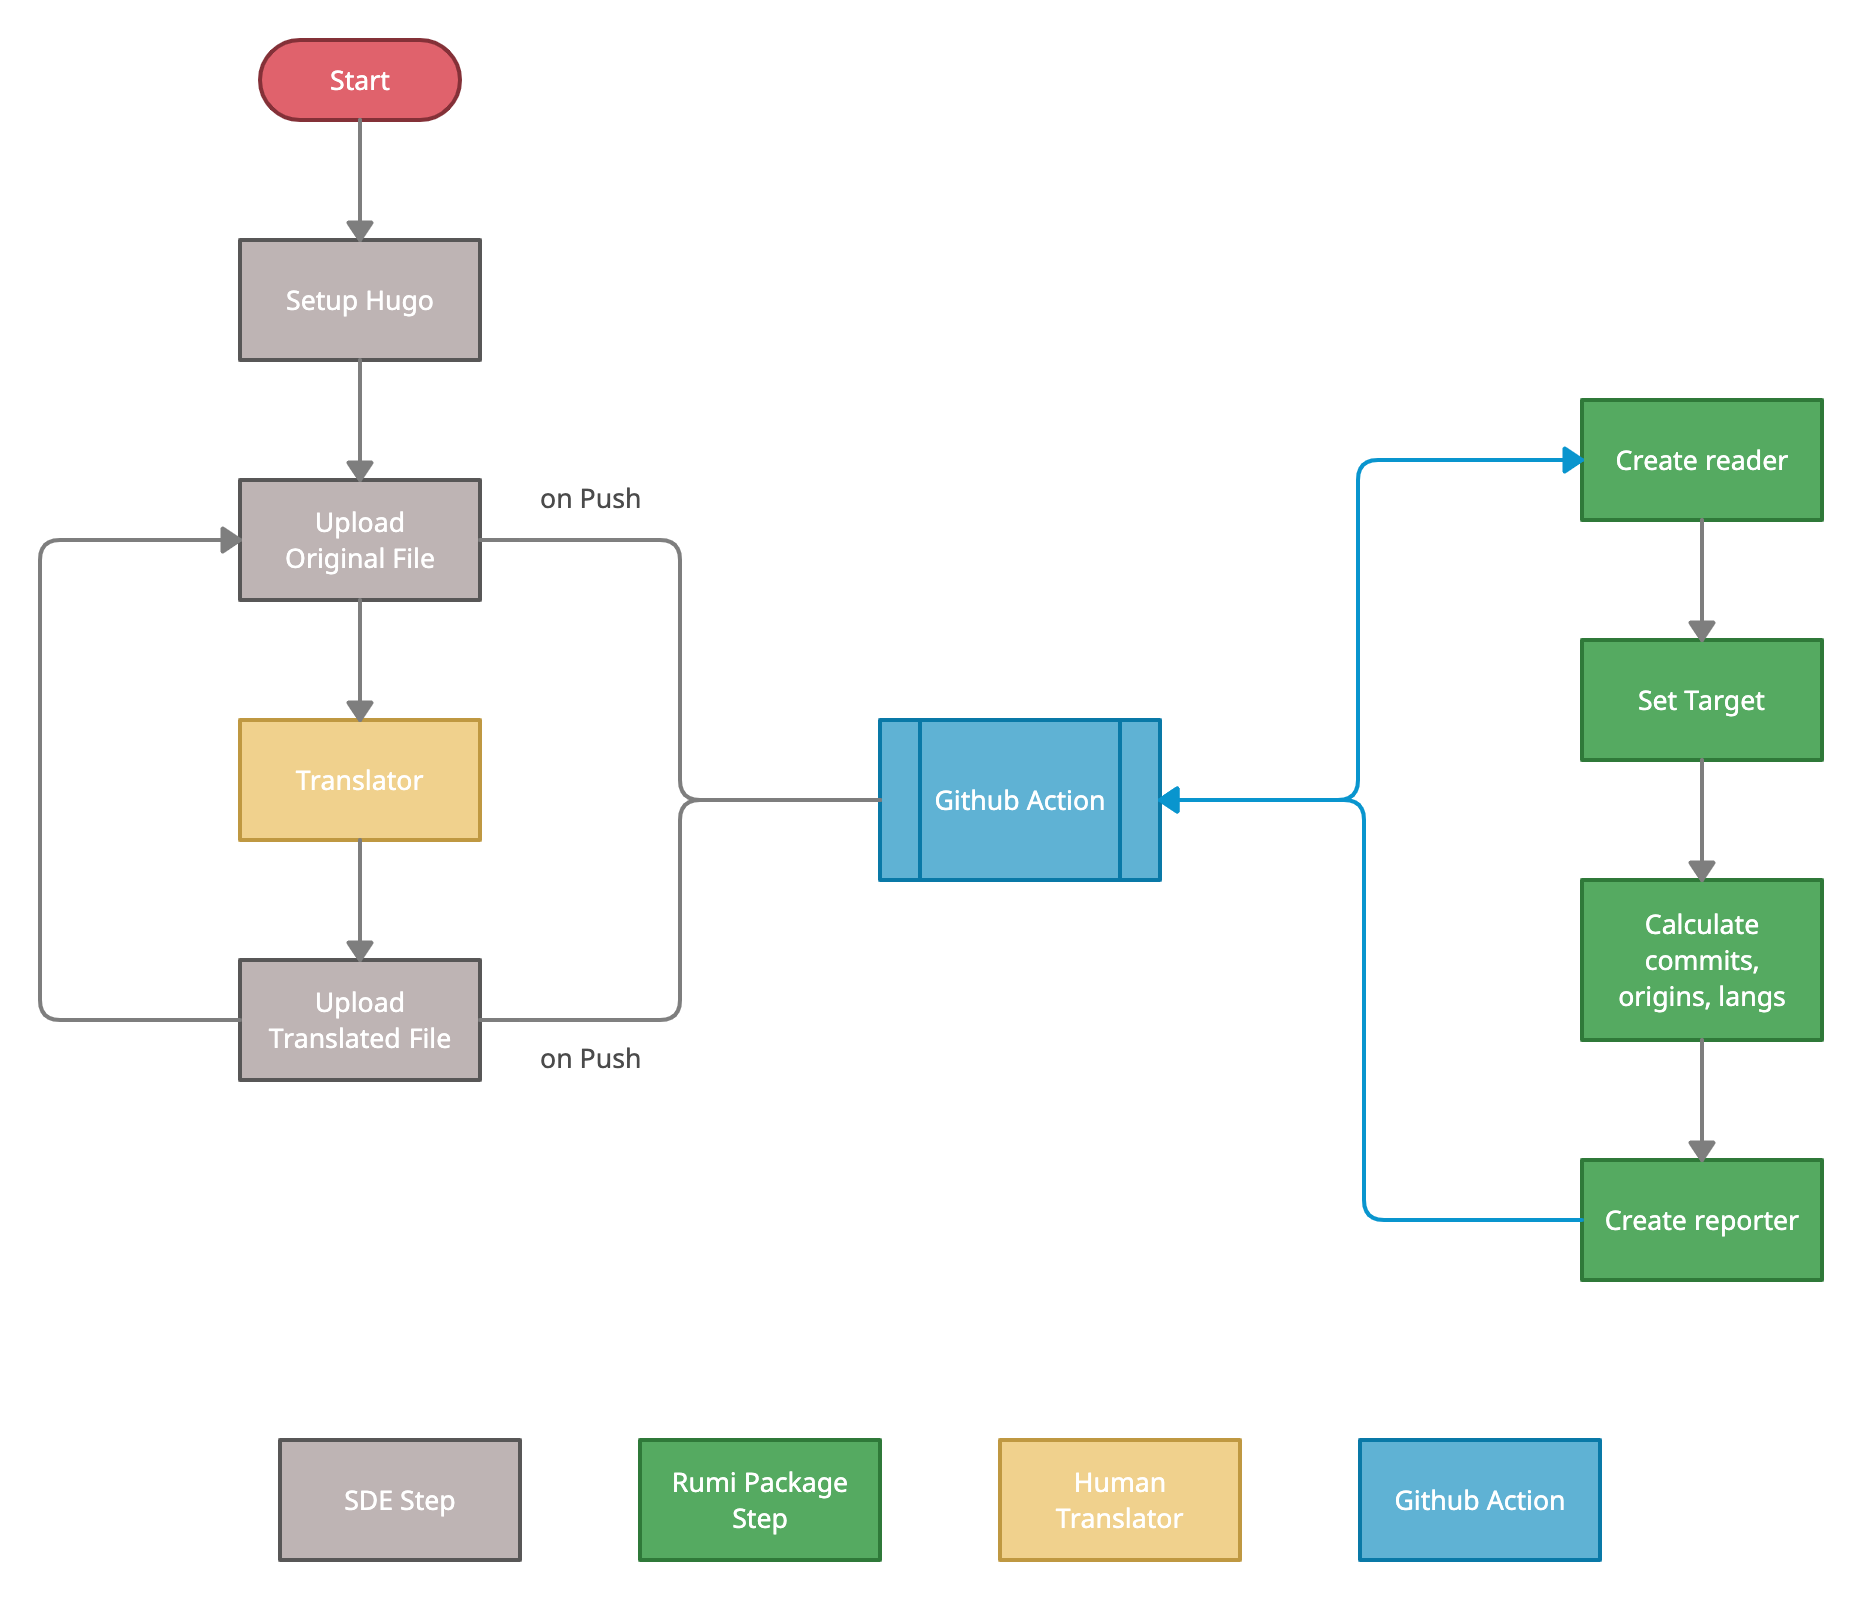 Start
Setup Hugo
Upload
Original File
on Push
Translator
Upload
Translated File
on Push
Github Action
Create reader
Set Target
Calculate
commits,
origins, langs
Create reporter
SDE Step
Rumi Package
Step
Human
Translator
Github Action